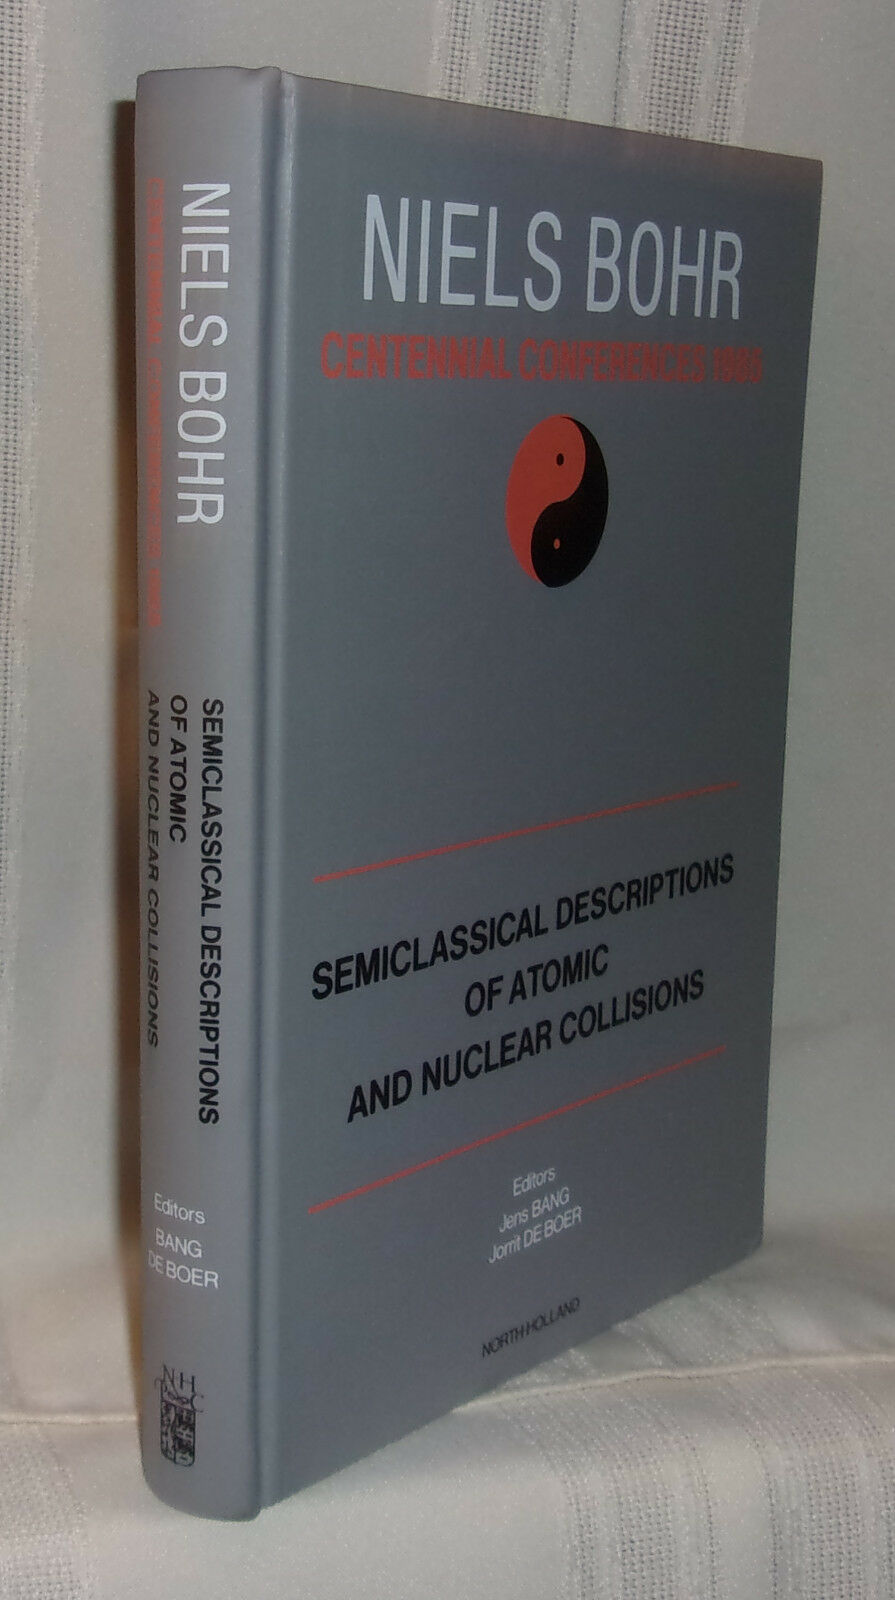 NIELS BOHR
CENTENNIAL CONFERENCES 1985
SEMICLASSICAL DESCRIPTIONS
OF ATOMIC
AND NUCLEAR COLLISIONS
Editors
BANG
DE BOER
NHC
NIELS BOHR
CENTENNIAL CONFERENCES 1985
SEMICLASSICAL DESCRIPTIONS
OF ATOMIC
AND NUCLEAR COLLISIONS
Editors
Jens BANG
Jorrit DE BOER
NORTH-HOLLAND